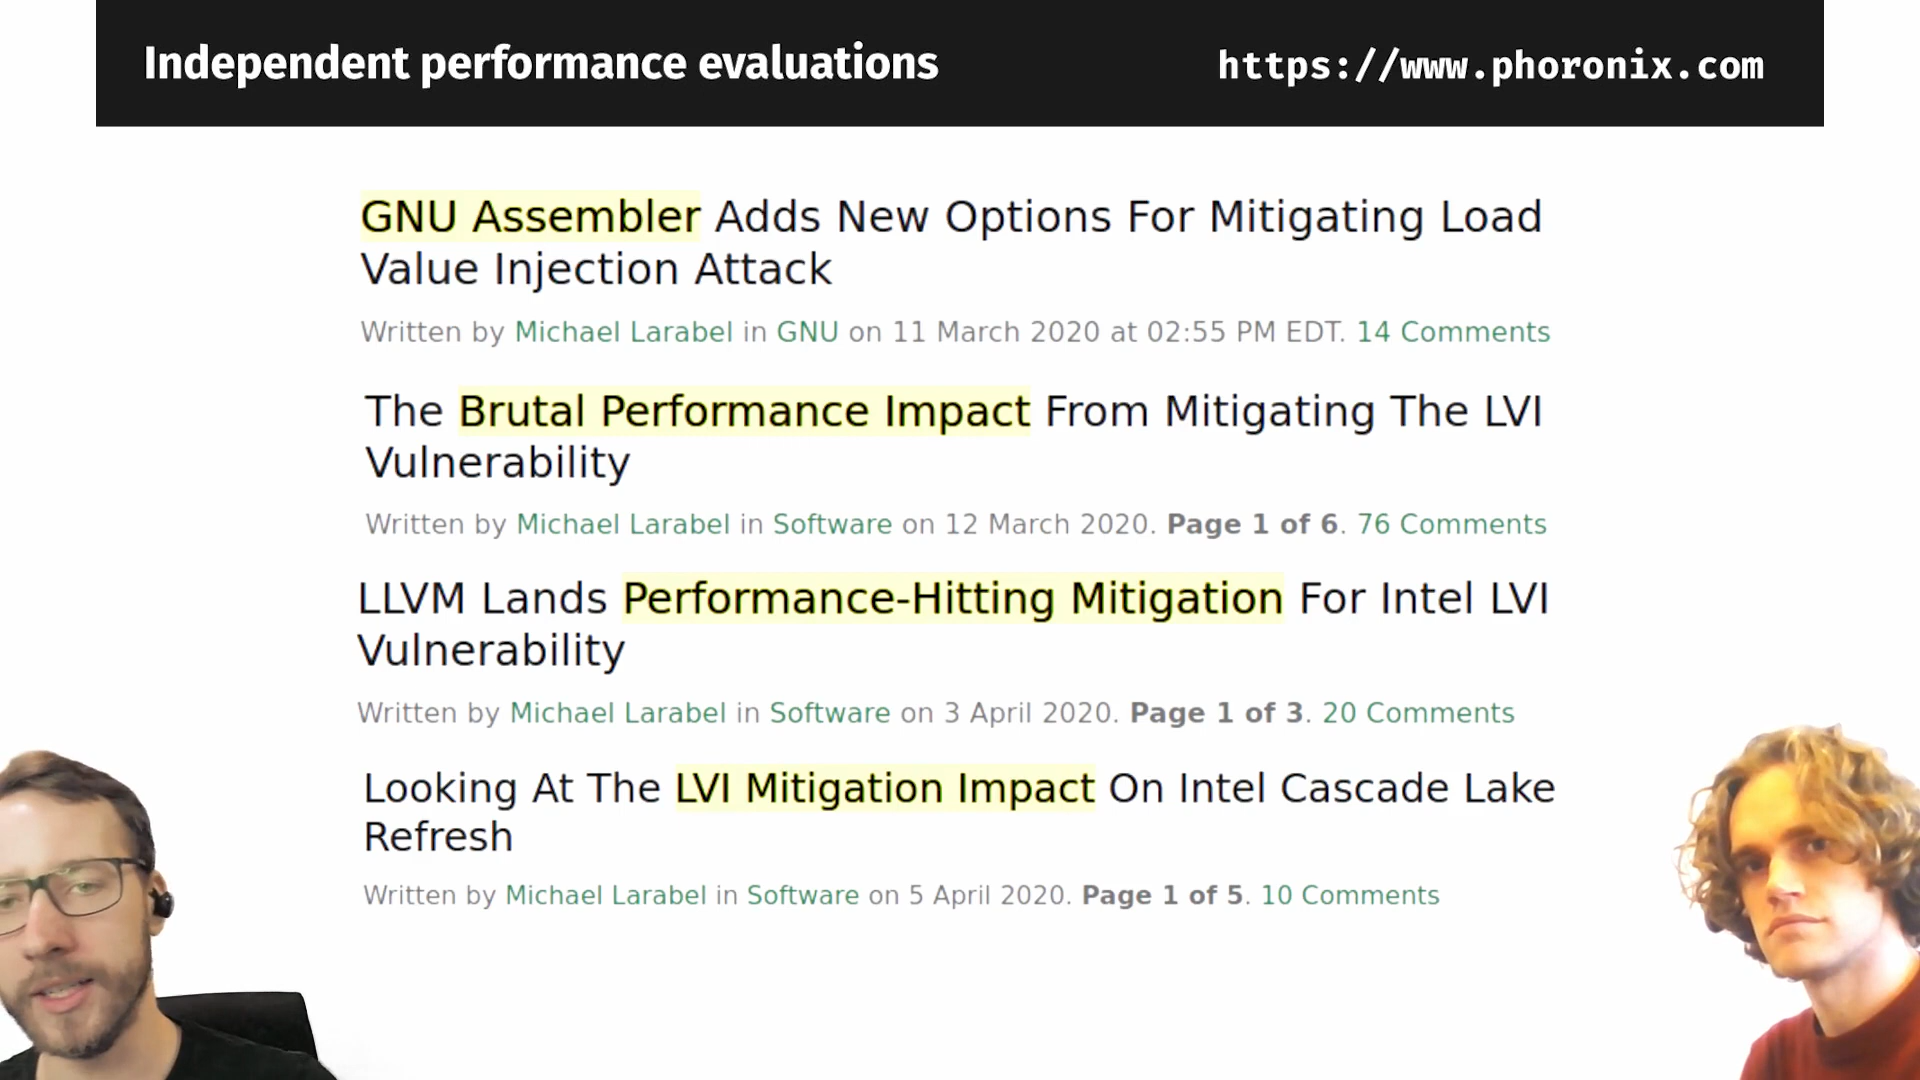 Independent performance evaluations
https://www.phoronix.com
GNU Assembler Adds New Options For Mitigating Load
Value Injection Attack
Written by Michael Larabel in GNU on 11 March 2020 at 02:55 PM EDT. 14 Comments
The Brutal Performance Impact From Mitigating The LVI
Vulnerability
Written by Michael Larabel in Software on 12 March 2020. Page 1 of 6. 76 Comments
LLVM Lands Performance-Hitting Mitigation For Intel LVI
Vulnerability
Written by Michael Larabel in Software on 3 April 2020. Page 1 of 3. 20 Comments
Looking At The LVI Mitigation Impact On Intel Cascade Lake
Refresh
Written by Michael Larabel in Software on 5 April 2020. Page 1 of 5. 10 Comments